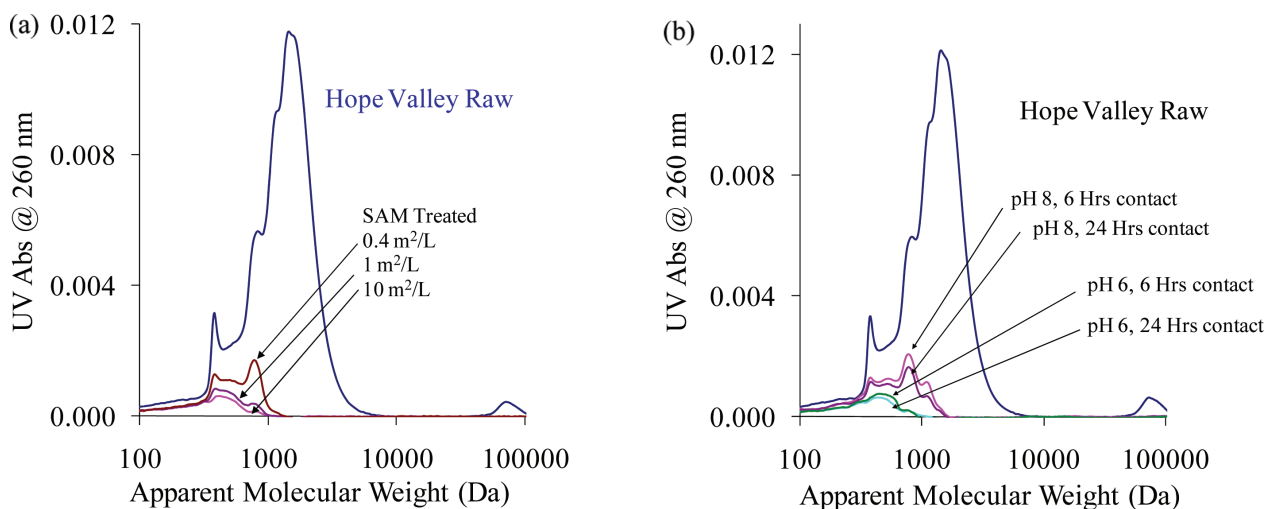 (a)
0.012
0.008
0.004
0.000
UV Abs @ 260 nm
Hope Valley Raw
SAM Treated
0.4 m²/L
1 m²/L
10 m²/L
100 1000 10000 100000
Apparent Molecular Weight (Da)
(b)
0.012
0.008
0.004
0.000
UV Abs @ 260 nm
Hope Valley Raw
pH 8, 6 Hrs contact
pH 8, 24 Hrs contact
pH 6, 6 Hrs contact
pH 6, 24 Hrs contact
100 1000 10000 100000
Apparent Molecular Weight (Da)